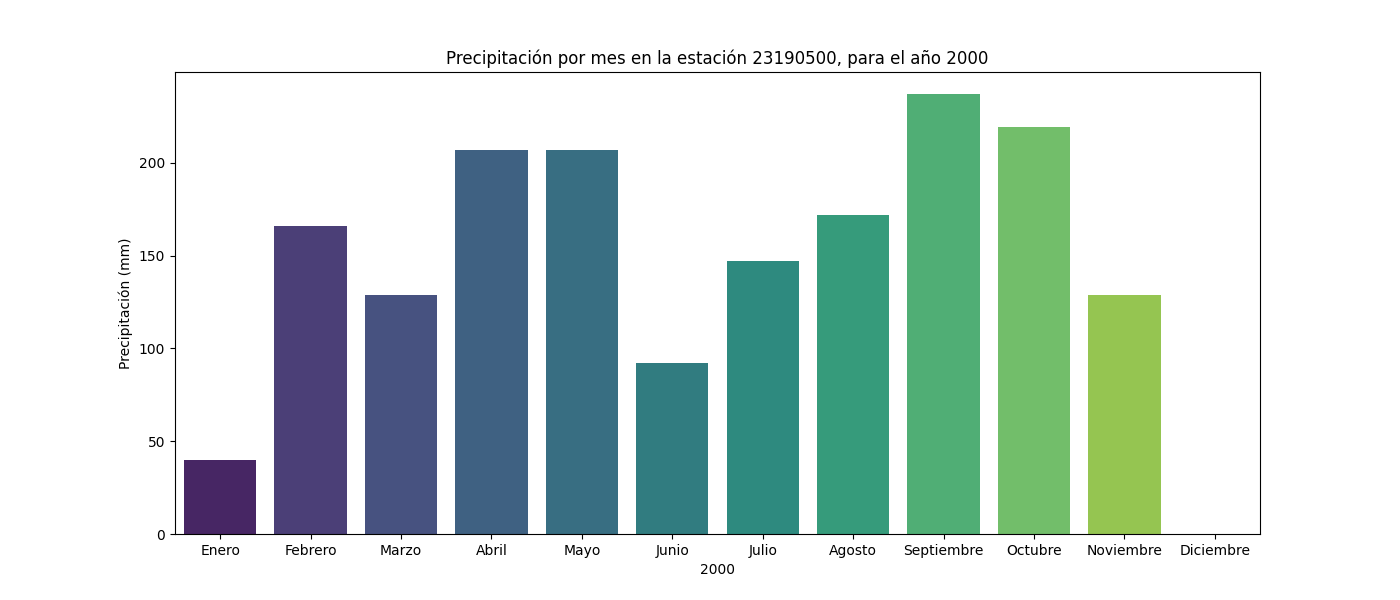 Precipitación por mes en la estación 23190500, para el año 2000
Precipitación (mm)
200
150
100
50
0
Enero Febrero Marzo Abril Mayo Junio Julio Agosto Septiembre Octubre Noviembre Diciembre
2000